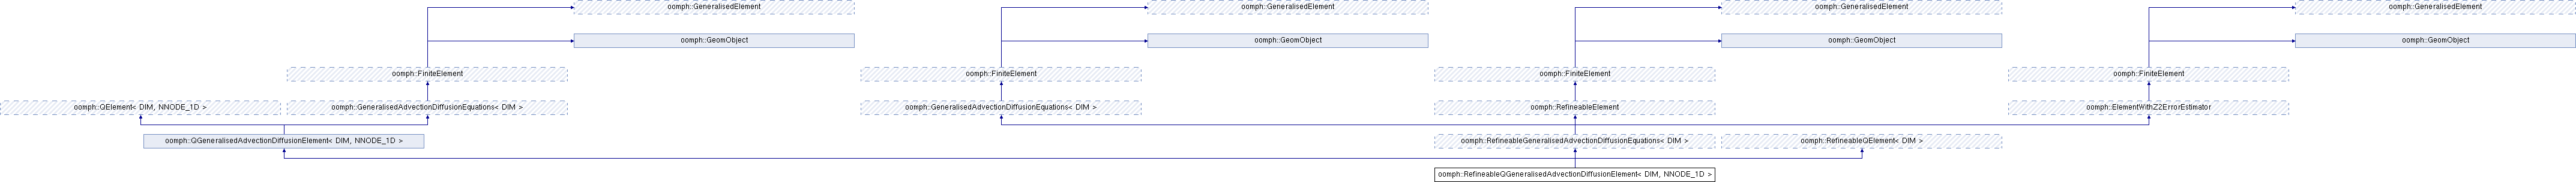 oomph::GeneralisedElement oomph::GeneralisedElement oomph::GeneralisedElement oomph::GeneralisedElement
oomph::GeomObject oomph::GeomObject oomph::GeomObject oomph::GeomObject
oomph::FiniteElement oomph::FiniteElement oomph::FiniteElement oomph::FiniteElement
oomph::QElement< DIM, NNODE_1D > oomph::GeneralisedAdvectionDiffusionEquations< DIM > oomph::GeneralisedAdvectionDiffusionEquations< DIM > oomph::RefineableElement oomph::ElementWithZ2ErrorEstimator
oomph::QGeneralisedAdvectionDiffusionElement< DIM, NNODE_1D > oomph::RefineableGeneralisedAdvectionDiffusionEquations< DIM > oomph::RefineableQElement< DIM >
oomph::RefineableQGeneralisedAdvectionDiffusionElement< DIM, NNODE_1D >